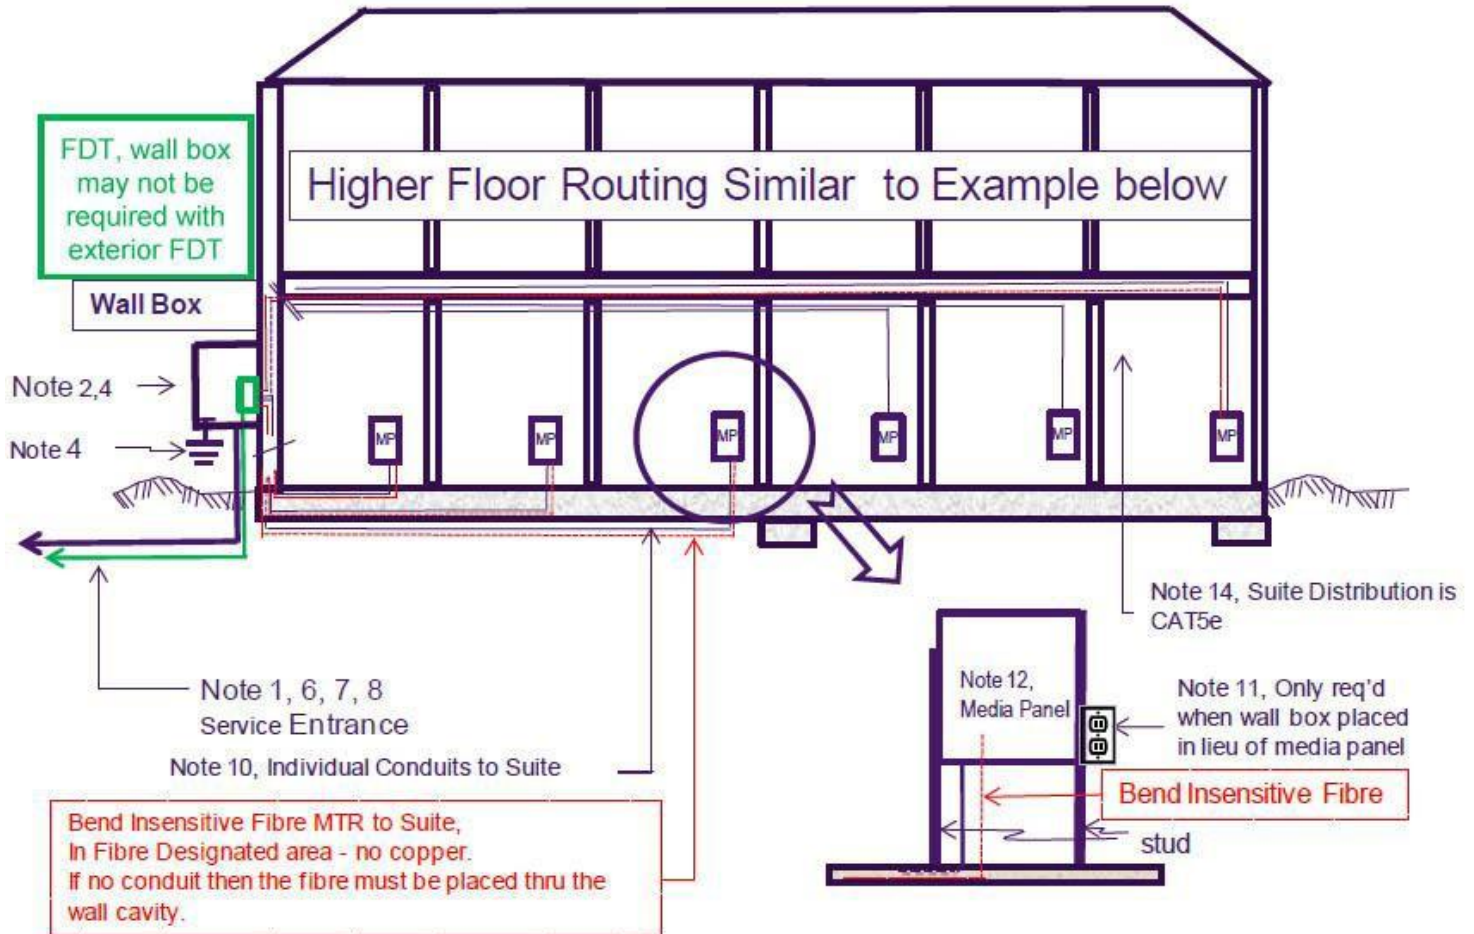 FDT, wall box
may not be
required with
exterior FDT
Higher Floor Routing Similar to Example below
Wall Box
Note 2,4
Note 4
MP
MP
MP
MP
MP
MP
Note 14, Suite Distribution is
CAT5e
Note 1, 6, 7, 8
Service Entrance
Note 10, Individual Conduits to Suite
Note 12,
Media Panel
Note 11, Only req'd
when wall box placed
in lieu of media panel
Bend Insensitive Fibre
stud
Bend Insensitive Fibre MTR to Suite,
In Fibre Designated area - no copper.
If no conduit then the fibre must be placed thru the
wall cavity.